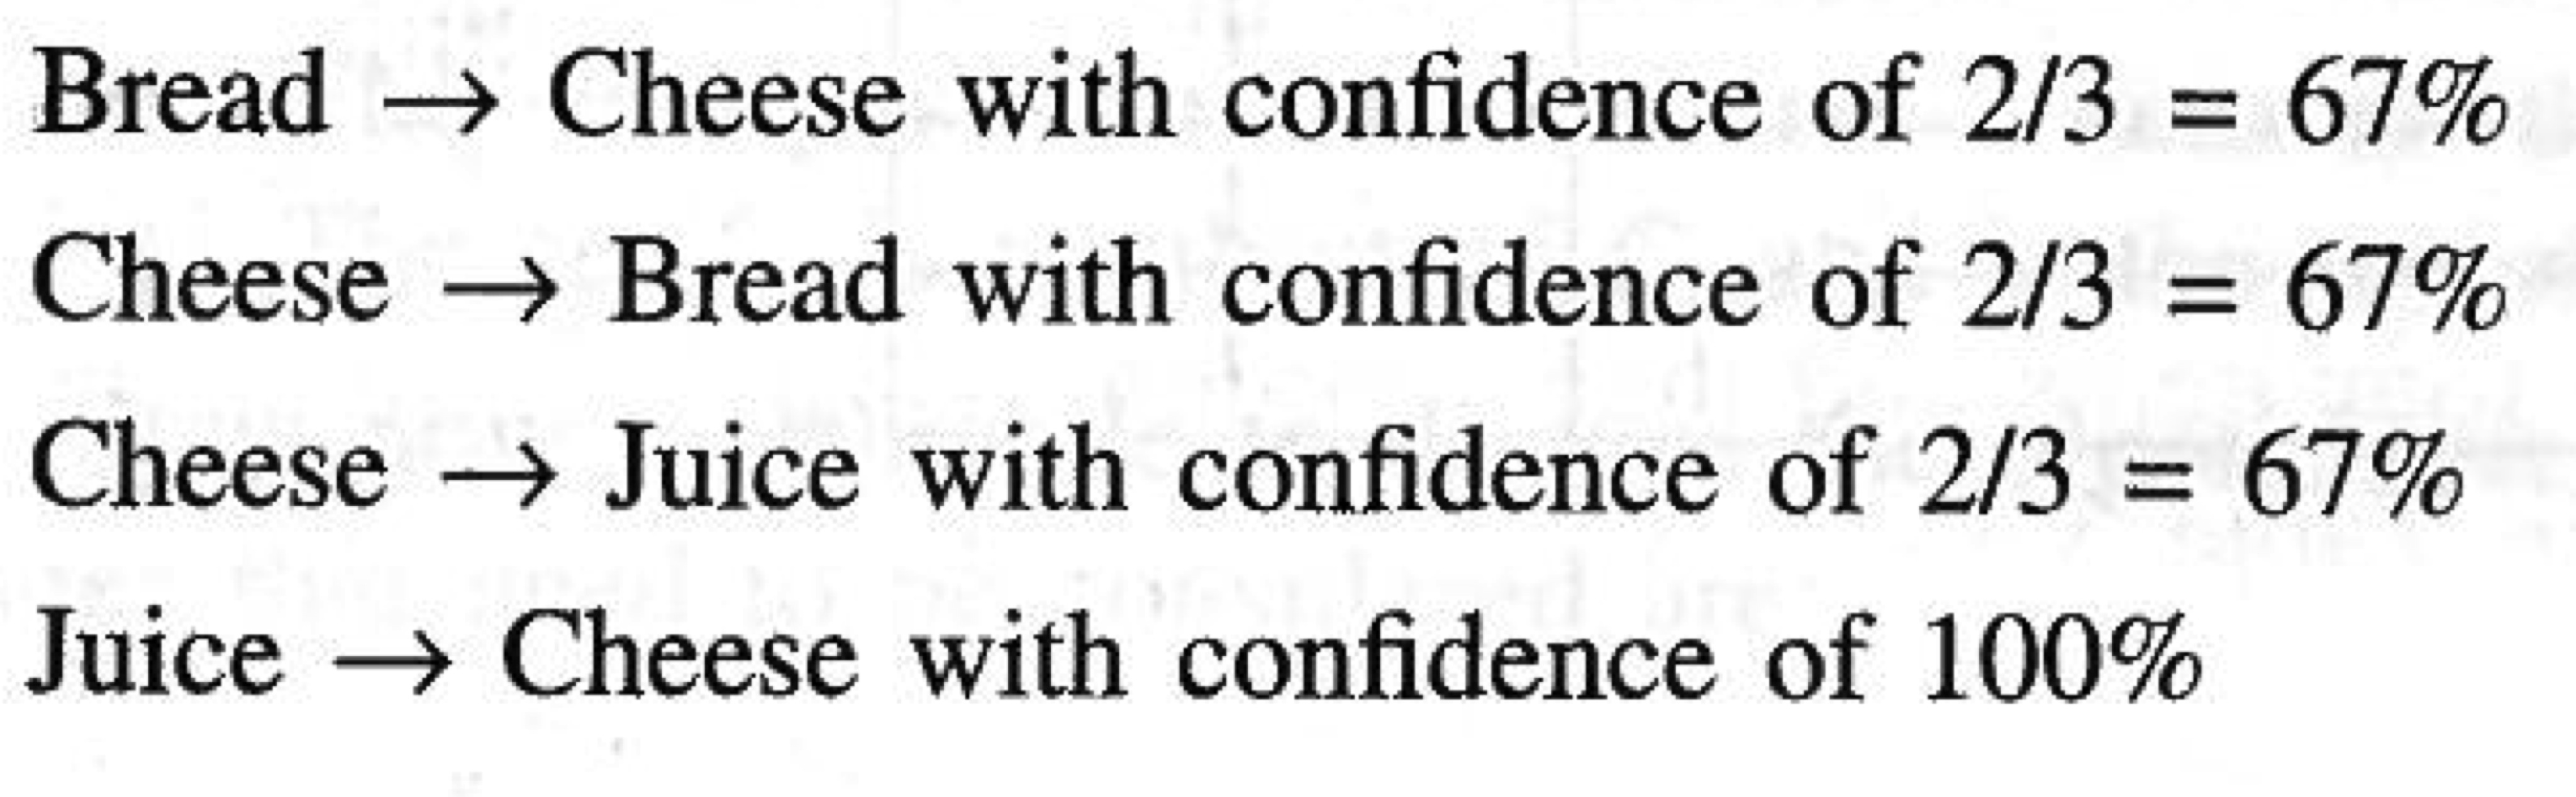 Bread → Cheese with confidence of 2/3 = 67%
Cheese → Bread with confidence of 2/3 = 67%
Cheese → Juice with confidence of 2/3 = 67%
Juice → Cheese with confidence of 100%